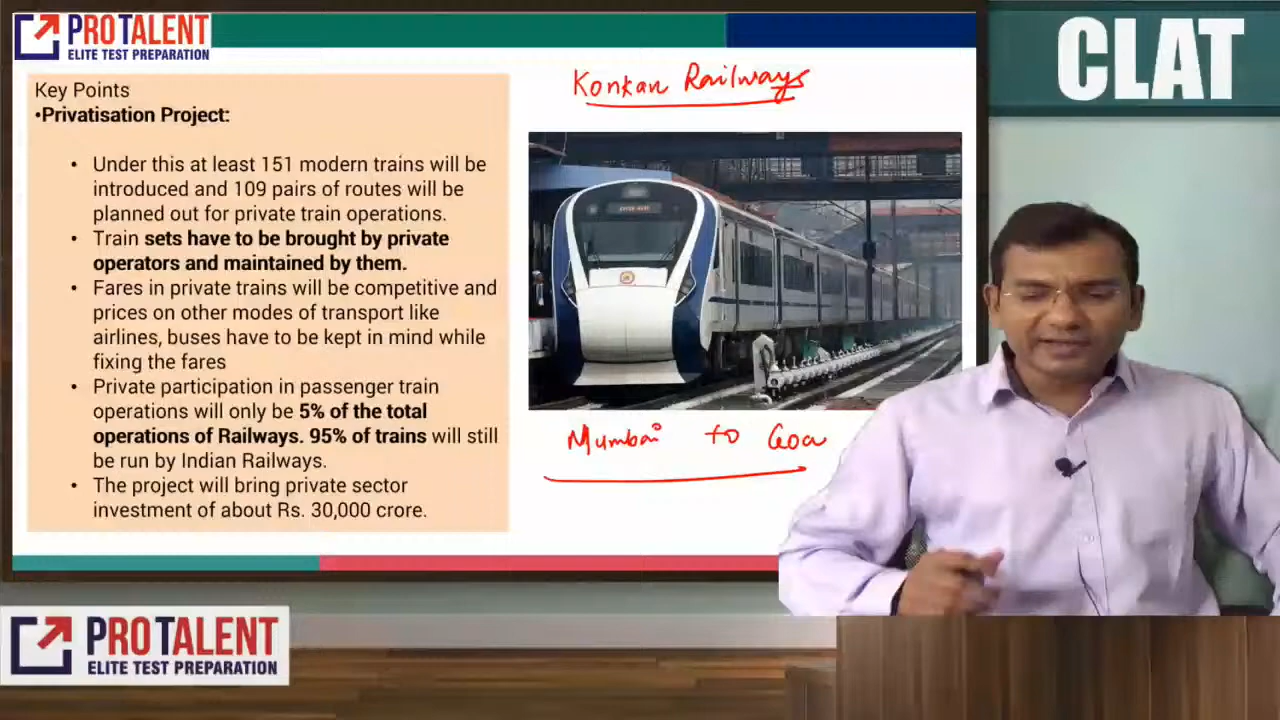 PROTALENT
ELITE TEST PREPARATION
CLAT
Key Points
•Privatisation Project:
• Under this at least 151 modern trains will be
introduced and 109 pairs of routes will be
planned out for private train operations.
• Train sets have to be brought by private
operators and maintained by them.
• Fares in private trains will be competitive and
prices on other modes of transport like
airlines, buses have to be kept in mind while
fixing the fares
• Private participation in passenger train
operations will only be 5% of the total
operations of Railways. 95% of trains will still
be run by Indian Railways.
• The project will bring private sector
investment of about Rs. 30,000 crore.
Konkan Railways
Mumbai to Goa
PROTALENT
ELITE TEST PREPARATION